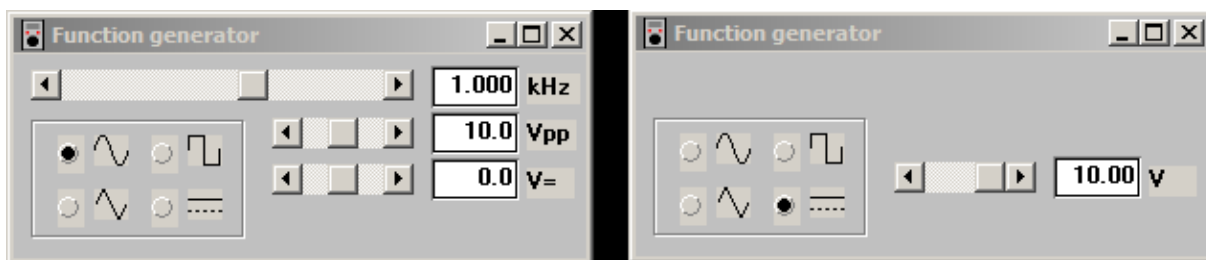 Function generator
1.000 kHz
10.0 Vpp
0.0 V=
Function generator
10.00 V